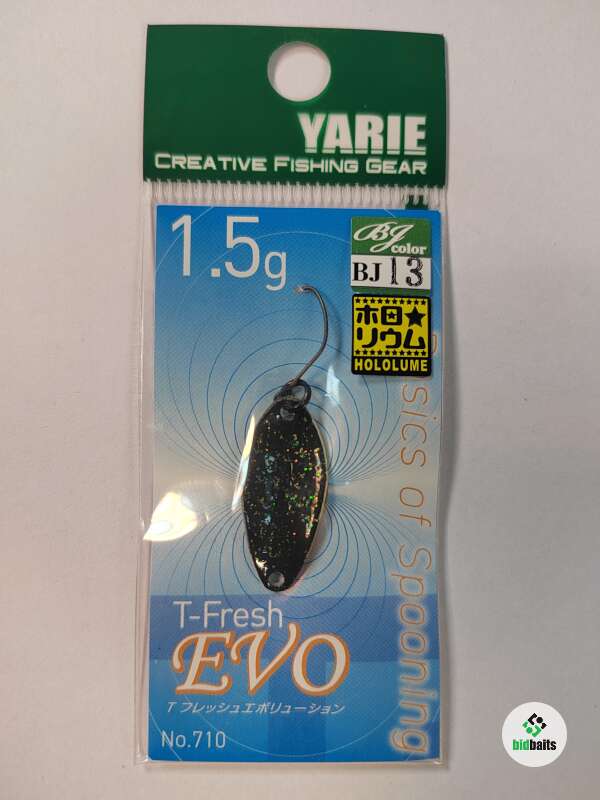 YARIE
CREATIVE FISHING GEAR
1.5g
BJ
color
BJ 13
ホロ★
リウム
HOLOLUME
Basics of Spooning
T-Fresh
EVO
T フレッシュエボリューション
No.710
bidbaits